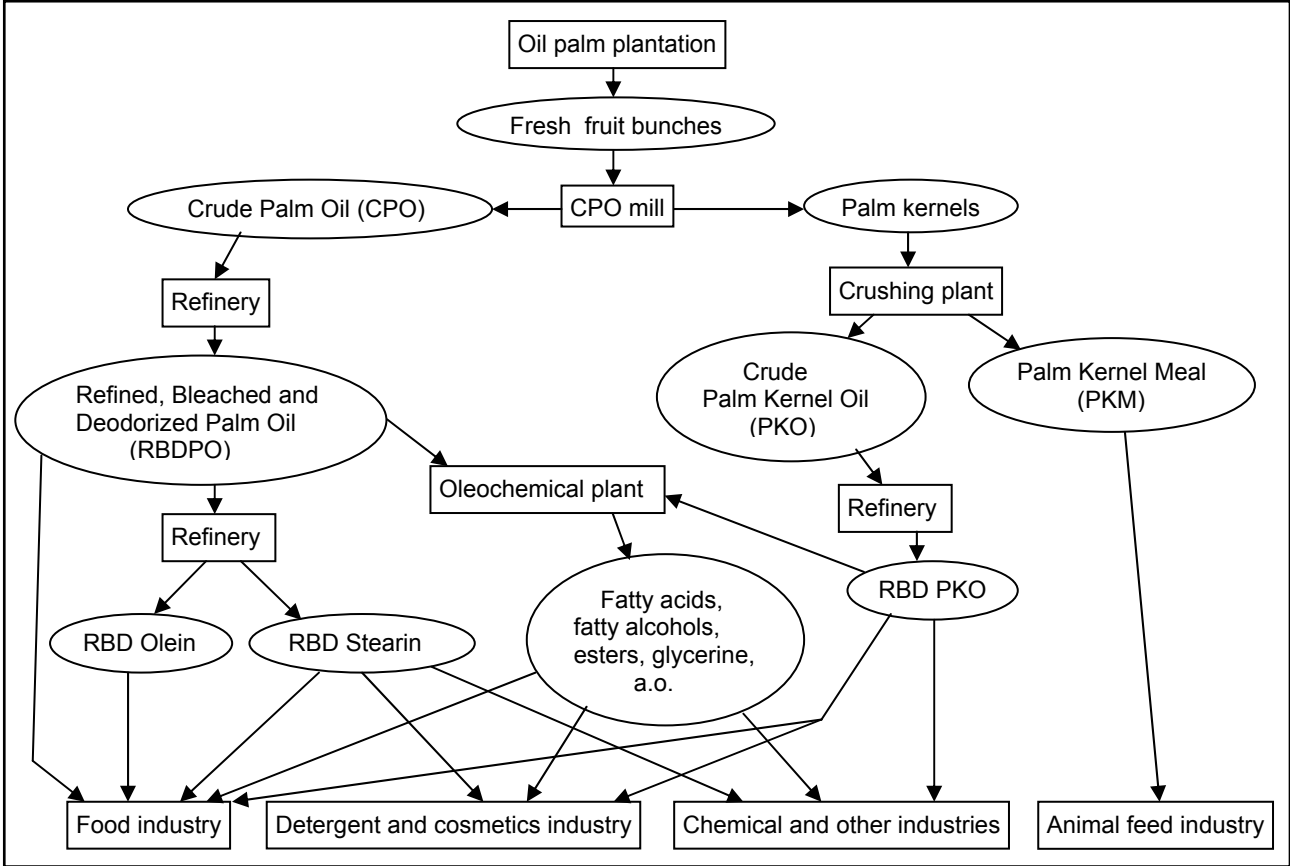 Oil palm plantation
Fresh fruit bunches
Crude Palm Oil (CPO)
CPO mill
Palm kernels
Refinery
Crushing plant
Refined, Bleached and
Deodorized Palm Oil
(RBDPO)
Crude
Palm Kernel Oil
(PKO)
Palm Kernel Meal
(PKM)
Oleochemical plant
Refinery
Refinery
RBD PKO
RBD Olein
RBD Stearin
Fatty acids,
fatty alcohols,
esters, glycerine,
a.o.
Food industry
Detergent and cosmetics industry
Chemical and other industries
Animal feed industry